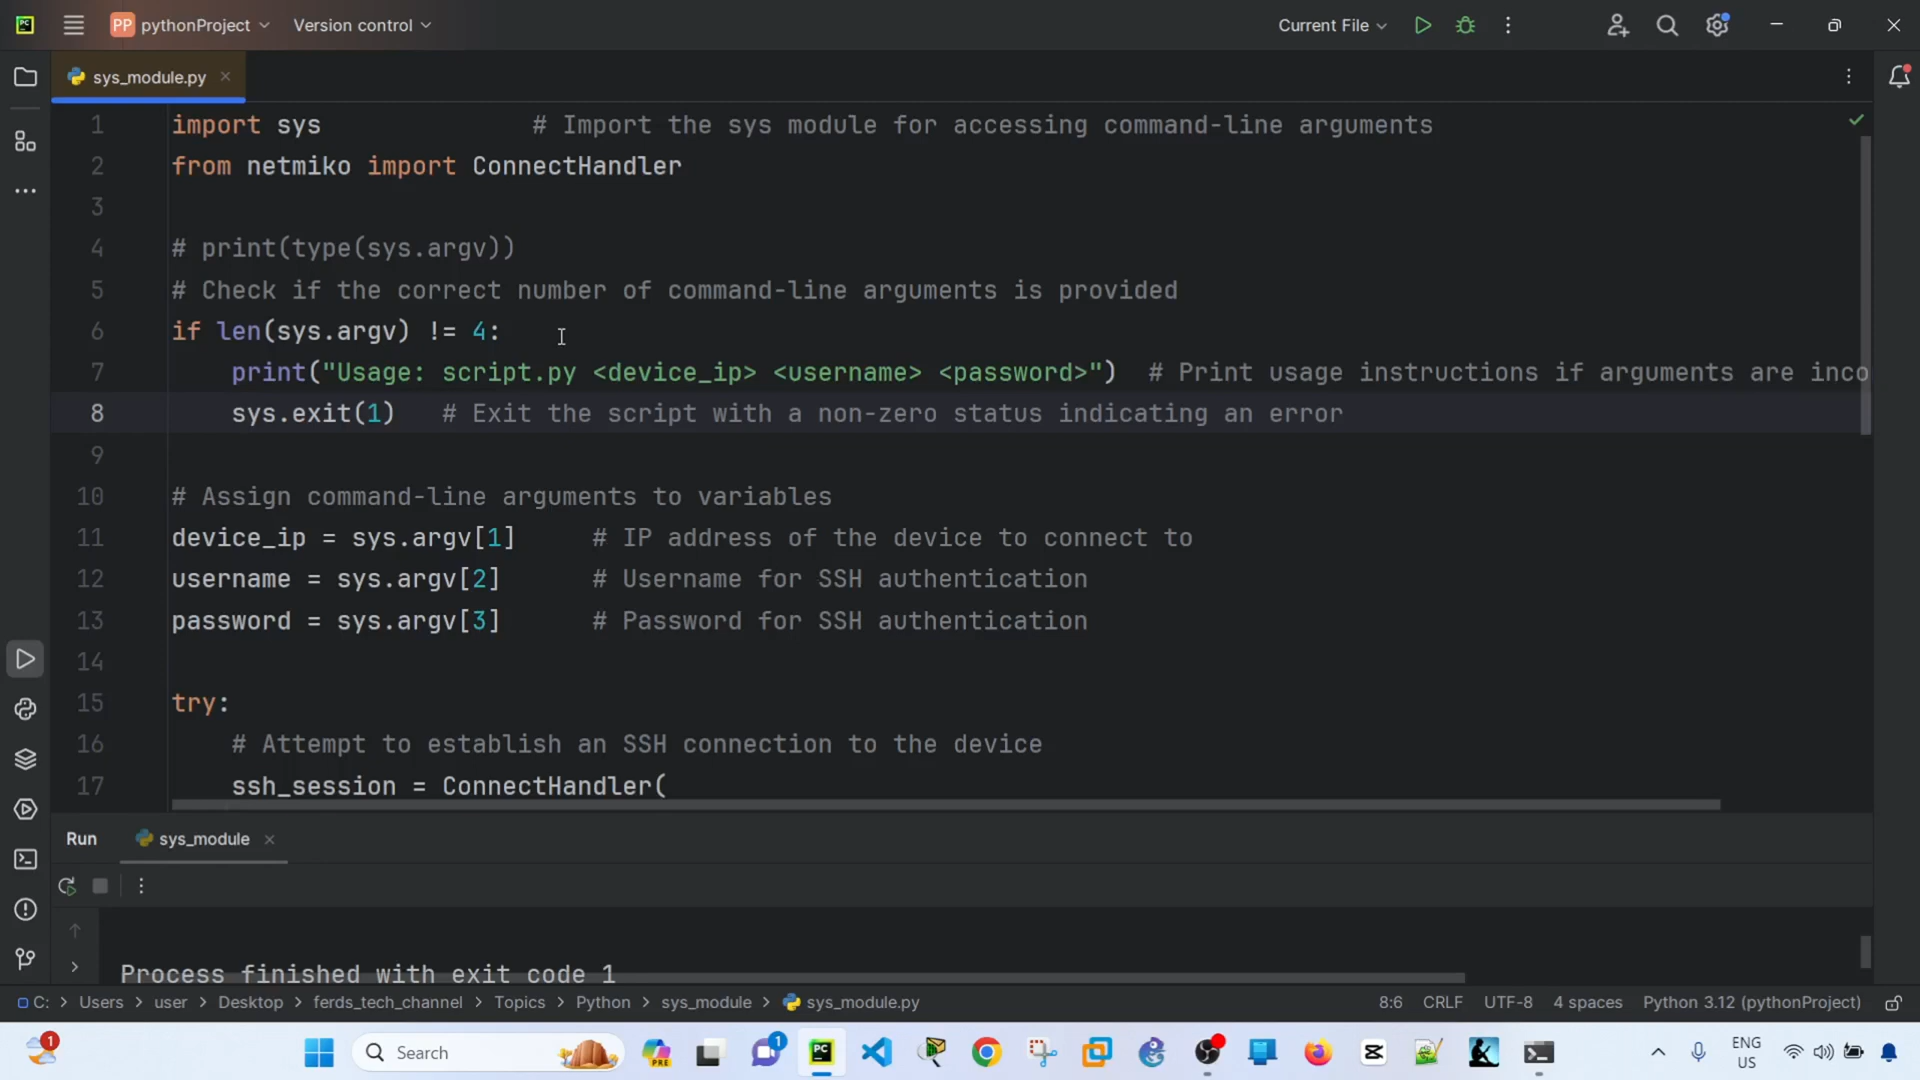 PC
PP pythonProject
Version control
Current File
sys_module.py
1 import sys # Import the sys module for accessing command-line arguments
2 from netmiko import ConnectHandler
3
4 # print(type(sys.argv))
5 # Check if the correct number of command-line arguments is provided
6 if len(sys.argv) != 4:
7 print("Usage: script.py <device_ip> <username> <password>") # Print usage instructions if arguments are inco
8 sys.exit(1) # Exit the script with a non-zero status indicating an error
9
10 # Assign command-line arguments to variables
11 device_ip = sys.argv[1] # IP address of the device to connect to
12 username = sys.argv[2] # Username for SSH authentication
13 password = sys.argv[3] # Password for SSH authentication
14
15 try:
16 # Attempt to establish an SSH connection to the device
17 ssh_session = ConnectHandler(
Run sys_module
Process finished with exit code 1
C: > Users > user > Desktop > ferds_tech_channel > Topics > Python > sys_module > sys_module.py
8:6 CRLF UTF-8 4 spaces Python 3.12 (pythonProject)
1
Search
PRE
1
PC
ENG
US